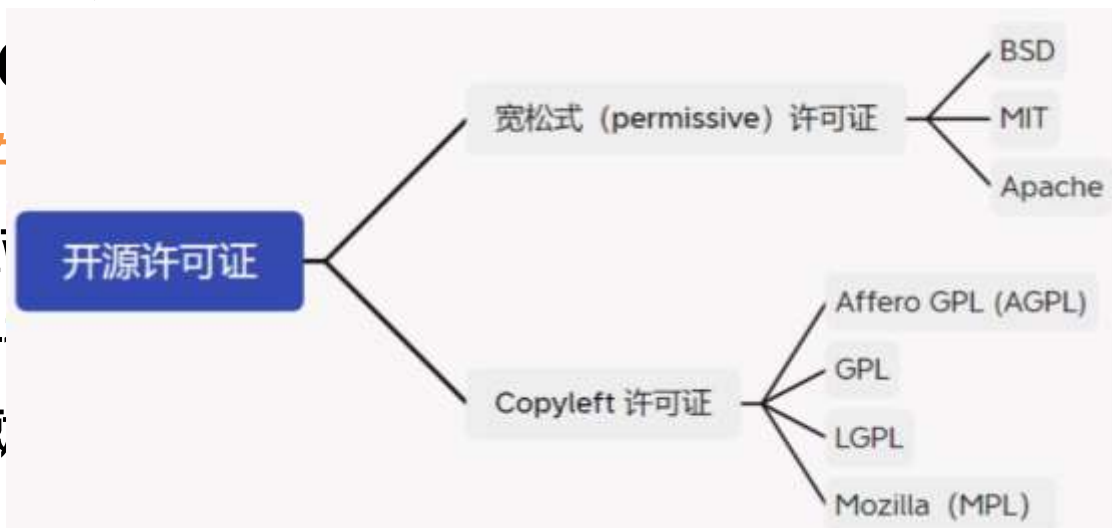 开源许可证
宽松式（permissive）许可证
BSD
MIT
Apache
Copyleft 许可证
Affero GPL (AGPL)
GPL
LGPL
Mozilla（MPL）